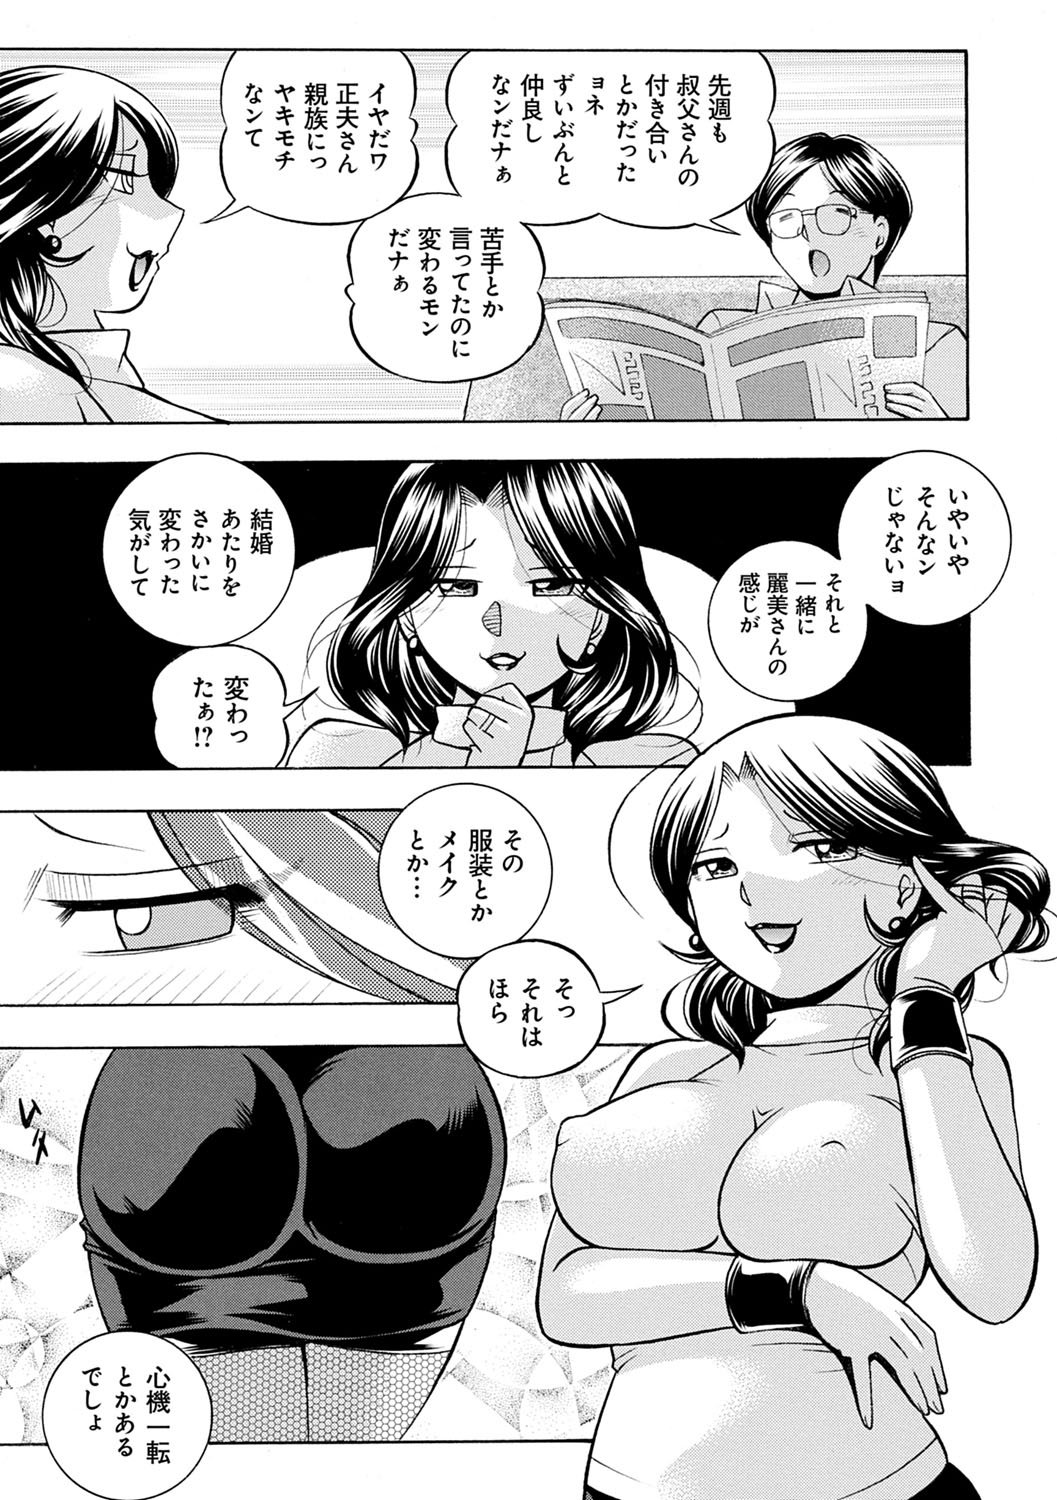 先週も
叔父さんの
付き合い
とかだった
ョネ
ずいぶんと
仲良し
なンだナぁ
苦手とか
言ってたのに
変わるモン
だナぁ
イヤだワ
正夫さん
親族にっ
ヤキモチ
なンて
いやいや
そんなン
じゃないョ
それと
一緒に
麗美さんの
感じが
結婚
あたりを
さかいに
変わった
気がして
変わっ
たぁ!?
その
服装とか
メイク
とか…
そっ
それは
ほら
心機一転
とかある
でしょ